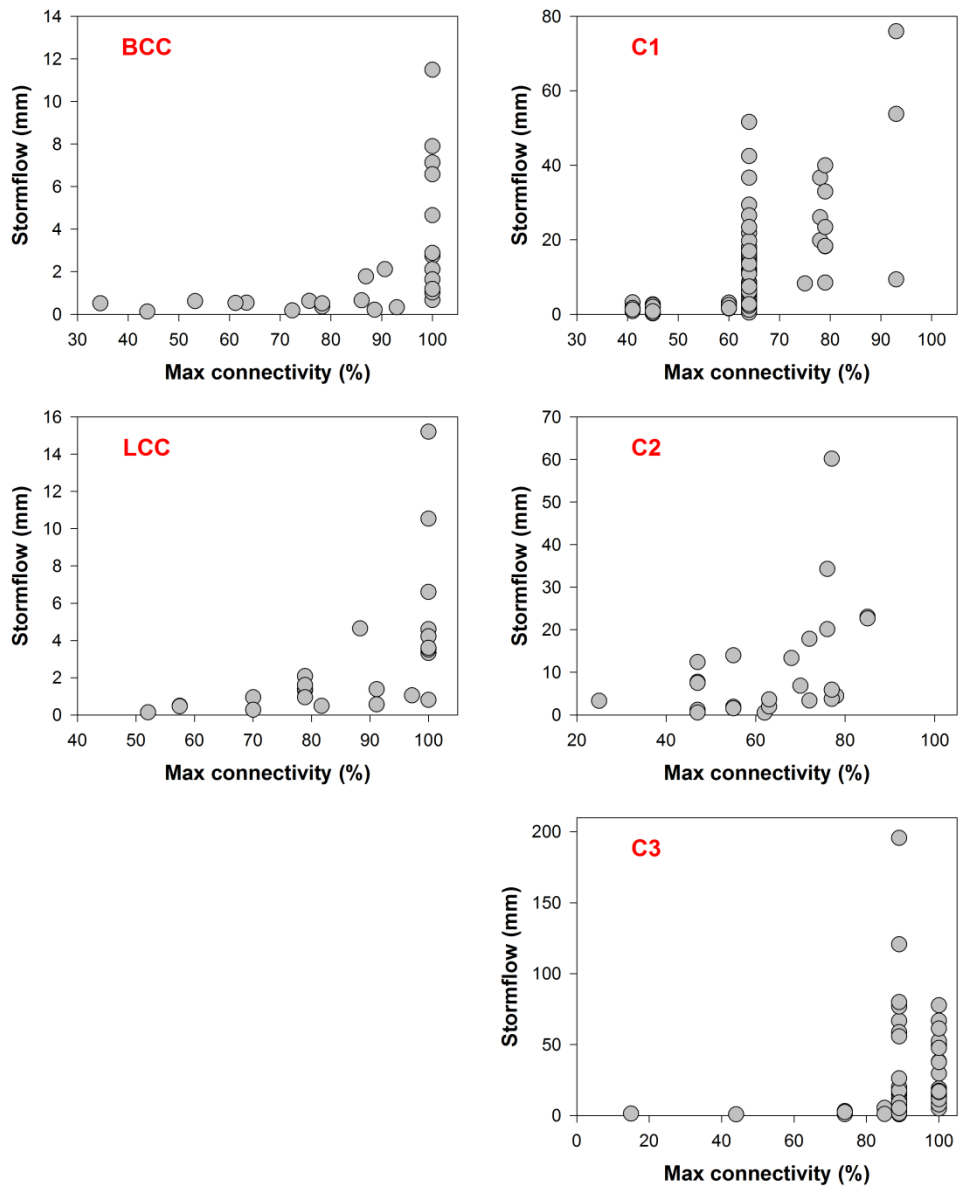 BCC
Stormflow (mm)
14
12
10
8
6
4
2
0
30 40 50 60 70 80 90 100
Max connectivity (%)
C1
Stormflow (mm)
80
60
40
20
0
30 40 50 60 70 80 90 100
Max connectivity (%)
LCC
Stormflow (mm)
16
14
12
10
8
6
4
2
0
40 50 60 70 80 90 100
Max connectivity (%)
C2
Stormflow (mm)
70
60
50
40
30
20
10
0
20 40 60 80 100
Max connectivity (%)
C3
Stormflow (mm)
200
150
100
50
0
0 20 40 60 80 100
Max connectivity (%)